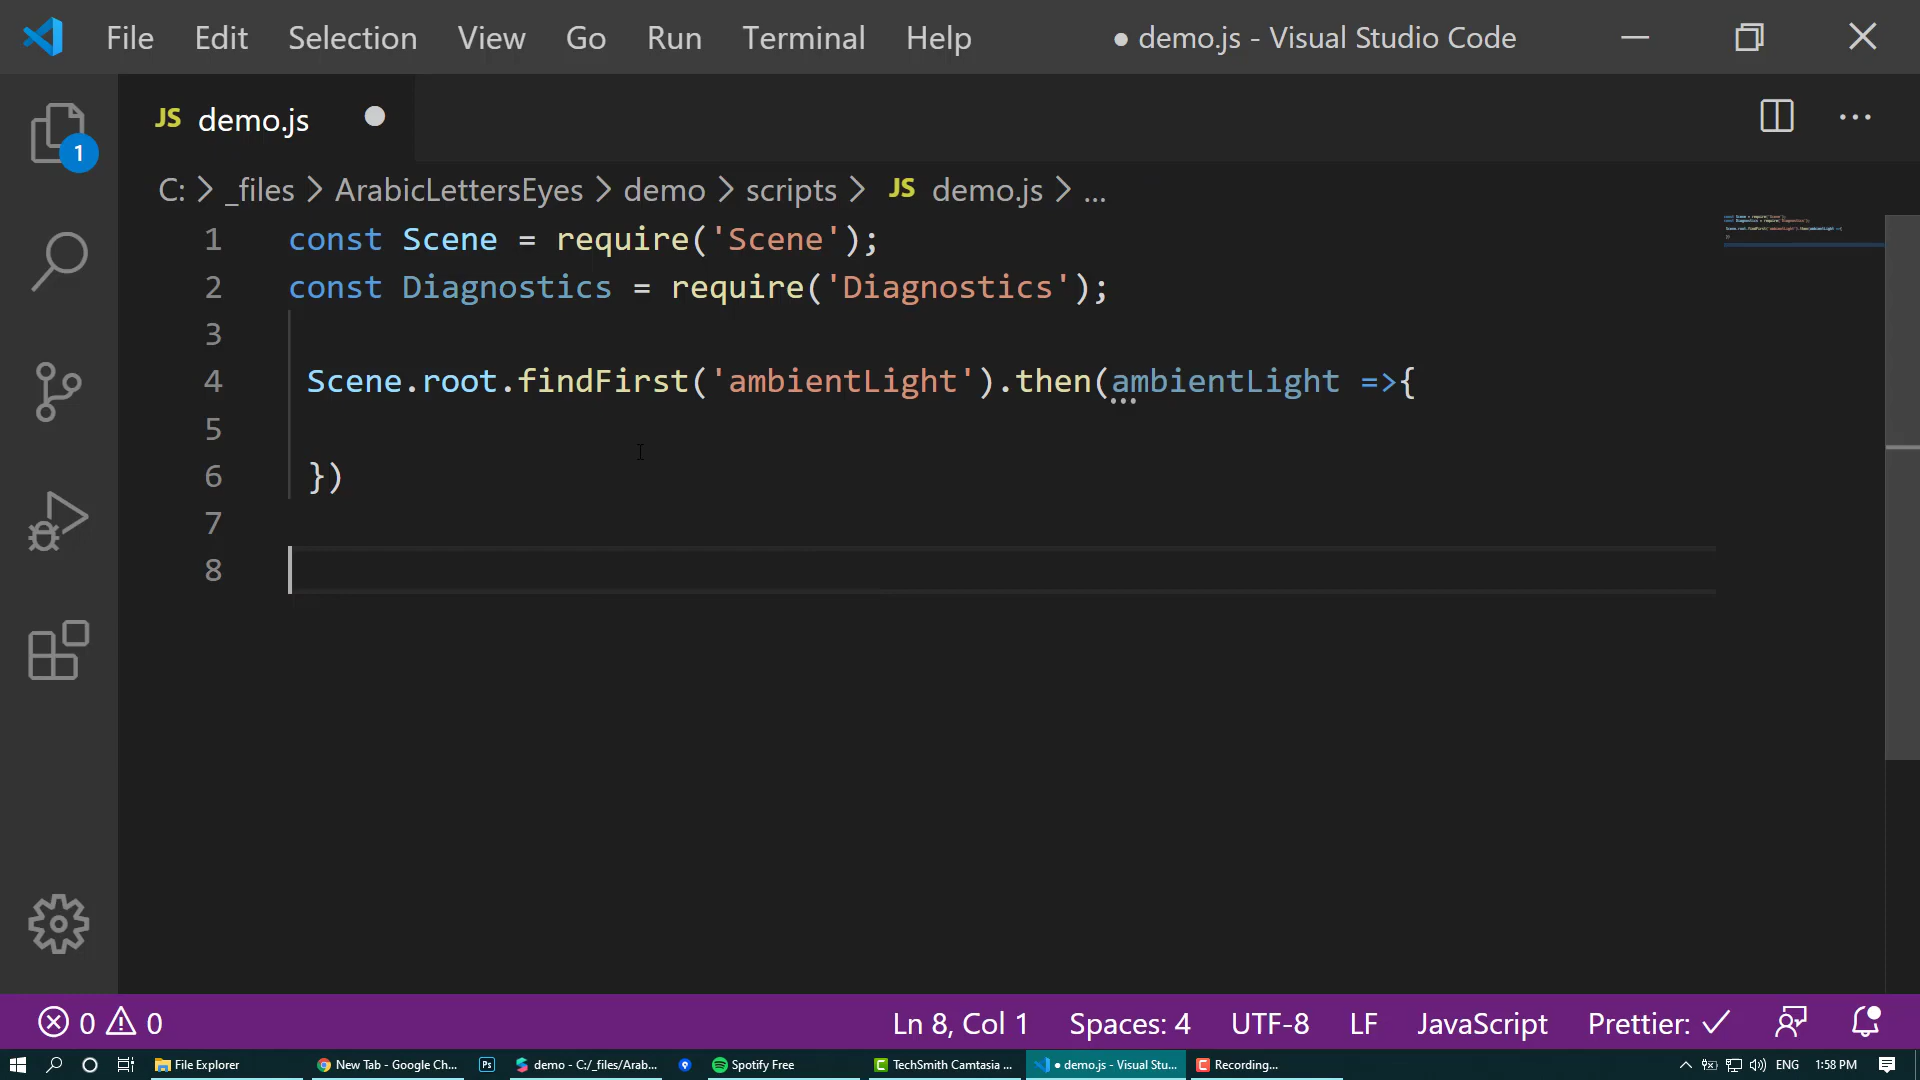 File Edit Selection View Go Run Terminal Help ● demo.js - Visual Studio Code
JS demo.js ●
1
C: > _files > ArabicLettersEyes > demo > scripts > JS demo.js > ...
1 const Scene = require('Scene');
2 const Diagnostics = require('Diagnostics');
3
4 Scene.root.findFirst('ambientLight').then(ambientLight =>{
5
6 })
7
8
0 0 Ln 8, Col 1 Spaces: 4 UTF-8 LF JavaScript Prettier: ✓
File Explorer New Tab - Google Ch... Ps demo - C:/_files/Arab... Spotify Free TechSmith Camtasia ... ● demo.js - Visual Stu... Recording... ENG 1:58 PM